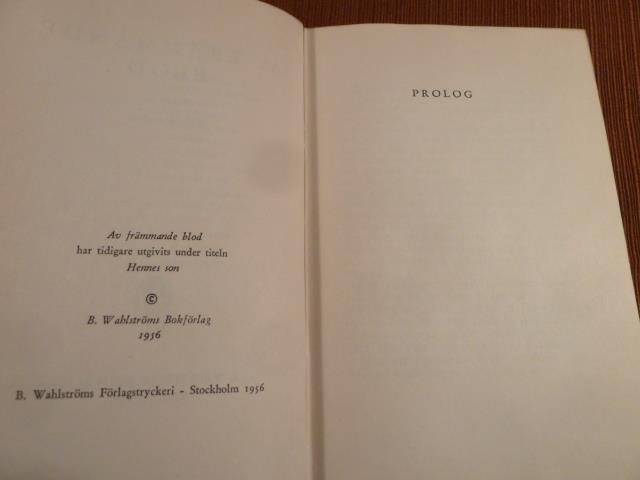 Av främmande blod
har tidigare utgivits under titeln
Hennes son
©
B. Wahlströms Bokförlag
1956
B. Wahlströms Förlagstryckeri - Stockholm 1956
PROLOG